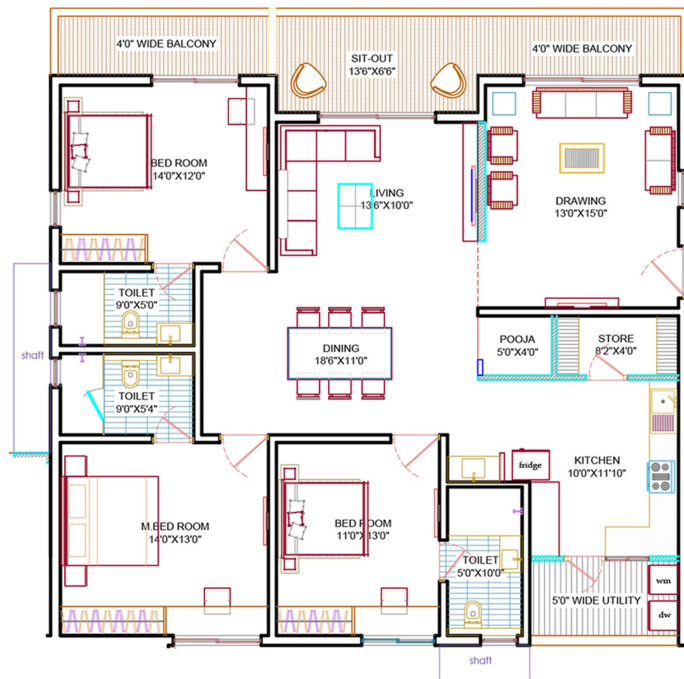 4'0" WIDE BALCONY
SIT-OUT
13'6"X6'6"
4'0" WIDE BALCONY
BED ROOM
14'0"X12'0"
LIVING
13'6"X10'0"
DRAWING
13'0"X15'0"
TOILET
9'0"X5'0"
shaft
DINING
18'6"X11'0"
POOJA
5'0"X4'0"
STORE
8'2"X4'0"
TOILET
9'0"X5'4"
KITCHEN
10'0"X11'10"
fridge
M.BED ROOM
14'0"X13'0"
BED ROOM
11'0"X13'0"
TOILET
5'0"X10'0"
5'0" WIDE UTILITY
wm
dw
shaft